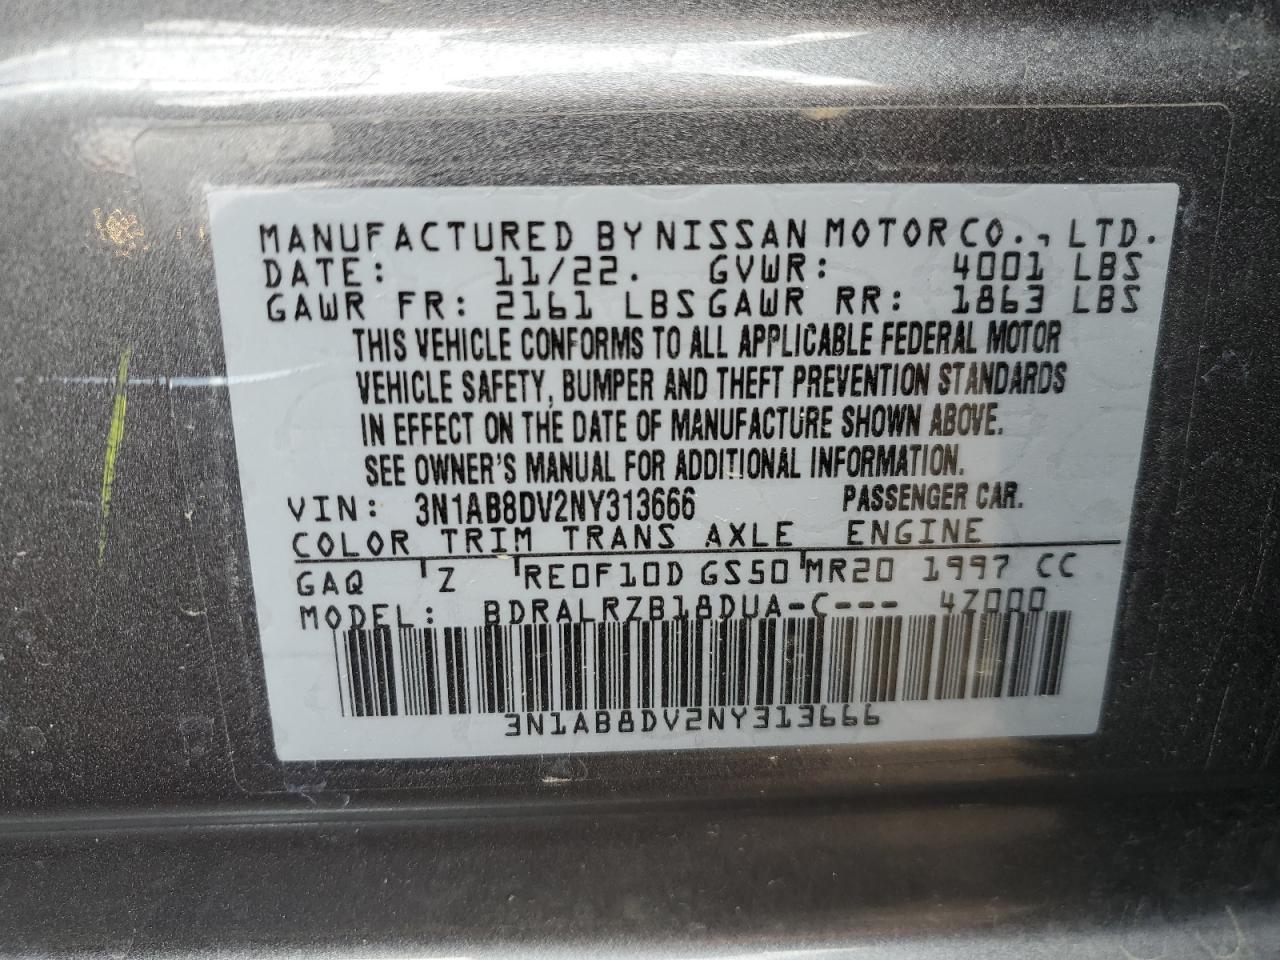 MANUFACTURED BY NISSAN MOTOR CO., LTD.
DATE: 11/22. GVWR: 4001 LBS
GAWR FR: 2161 LBS GAWR RR: 1863 LBS
THIS VEHICLE CONFORMS TO ALL APPLICABLE FEDERAL MOTOR
VEHICLE SAFETY, BUMPER AND THEFT PREVENTION STANDARDS
IN EFFECT ON THE DATE OF MANUFACTURE SHOWN ABOVE.
SEE OWNER'S MANUAL FOR ADDITIONAL INFORMATION.
VIN: 3N1AB8DV2NY313666 PASSENGER CAR.
COLOR TRIM TRANS AXLE ENGINE
GAQ Z RE0F10D GS50 MR20 1997 CC
MODEL: BDRALRZB18DUA-C--- 4Z000
3N1AB8DV2NY313666